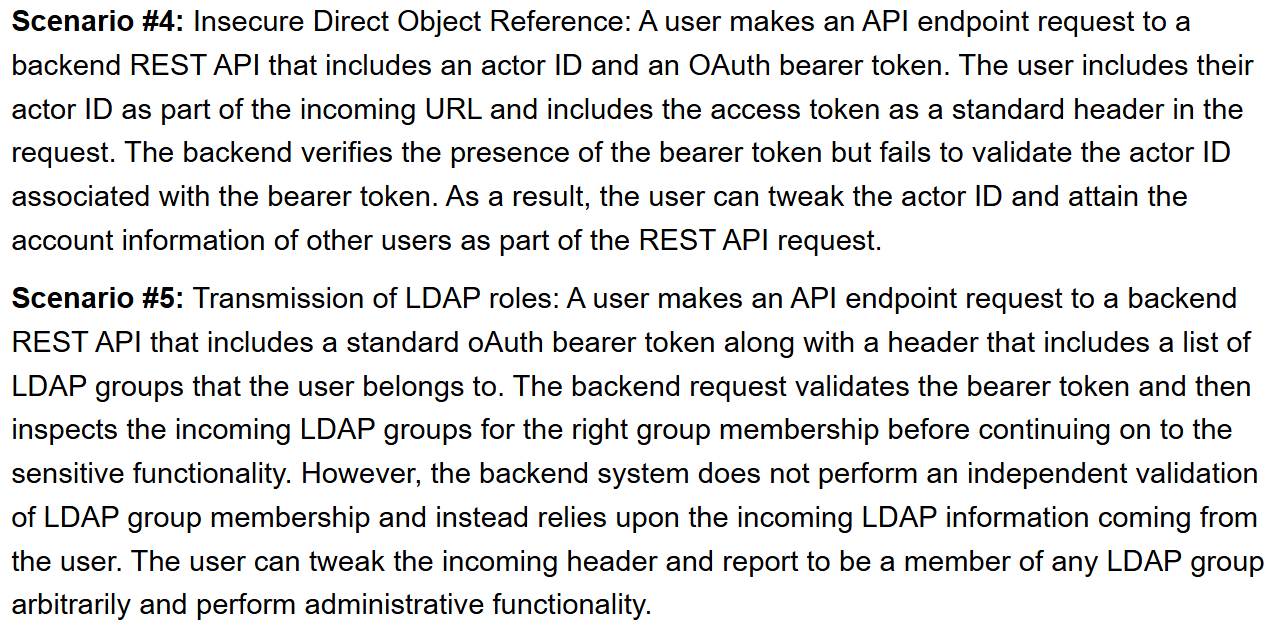 Scenario #4: Insecure Direct Object Reference: A user makes an API endpoint request to a
backend REST API that includes an actor ID and an OAuth bearer token. The user includes their
actor ID as part of the incoming URL and includes the access token as a standard header in the
request. The backend verifies the presence of the bearer token but fails to validate the actor ID
associated with the bearer token. As a result, the user can tweak the actor ID and attain the
account information of other users as part of the REST API request.
Scenario #5: Transmission of LDAP roles: A user makes an API endpoint request to a backend
REST API that includes a standard oAuth bearer token along with a header that includes a list of
LDAP groups that the user belongs to. The backend request validates the bearer token and then
inspects the incoming LDAP groups for the right group membership before continuing on to the
sensitive functionality. However, the backend system does not perform an independent validation
of LDAP group membership and instead relies upon the incoming LDAP information coming from
the user. The user can tweak the incoming header and report to be a member of any LDAP group
arbitrarily and perform administrative functionality.